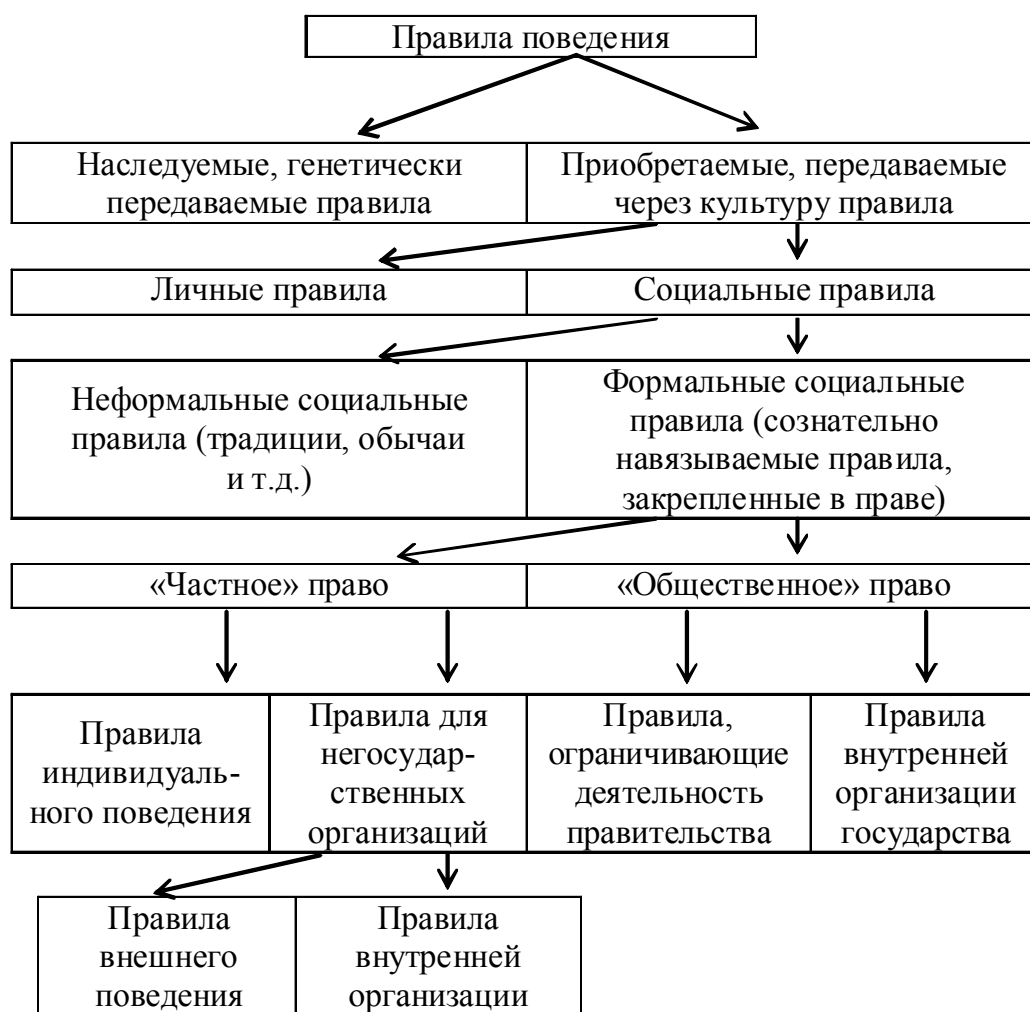 Правила поведения
Наследуемые, генетически
передаваемые правила
Приобретаемые, передаваемые
через культуру правила
Личные правила
Социальные правила
Неформальные социальные
правила (традиции, обычаи
и т.д.)
Формальные социальные
правила (сознательно
навязываемые правила,
закрепленные в праве)
«Частное» право
«Общественное» право
Правила
индивидуаль-
ного поведения
Правила для
негосудар-
ственных
организаций
Правила,
ограничивающие
деятельность
правительства
Правила
внутренней
организации
государства
Правила
внешнего
поведения
Правила
внутренней
организации